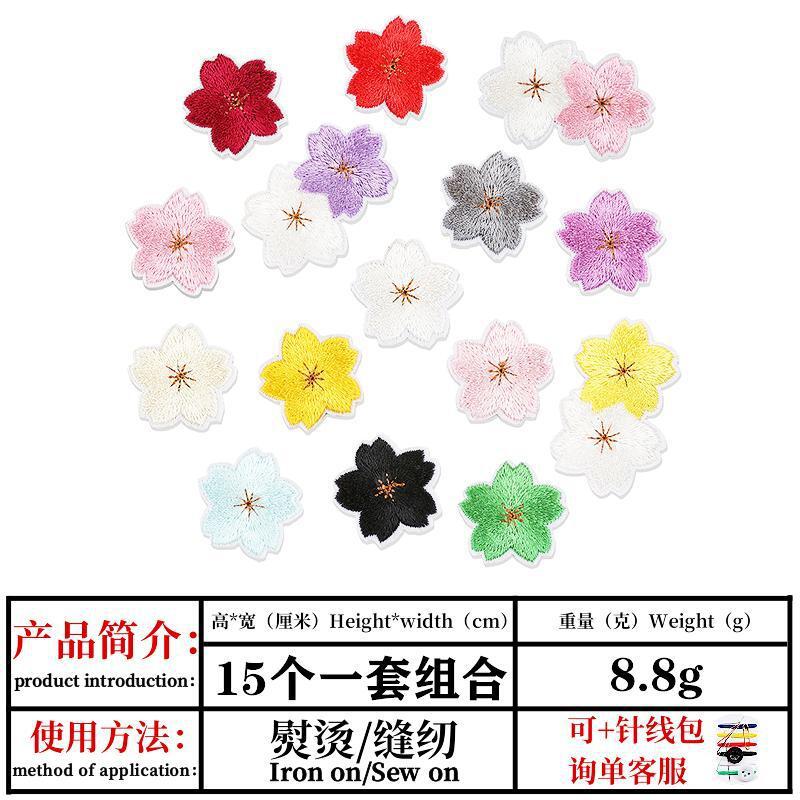 产品简介：
product introduction:
高*宽（厘米）Height*width（cm）
重量（克）Weight（g）
15个一套组合
8.8g
使用方法：
method of application:
熨烫/缝纫
Iron on/Sew on
可+针线包
询单客服